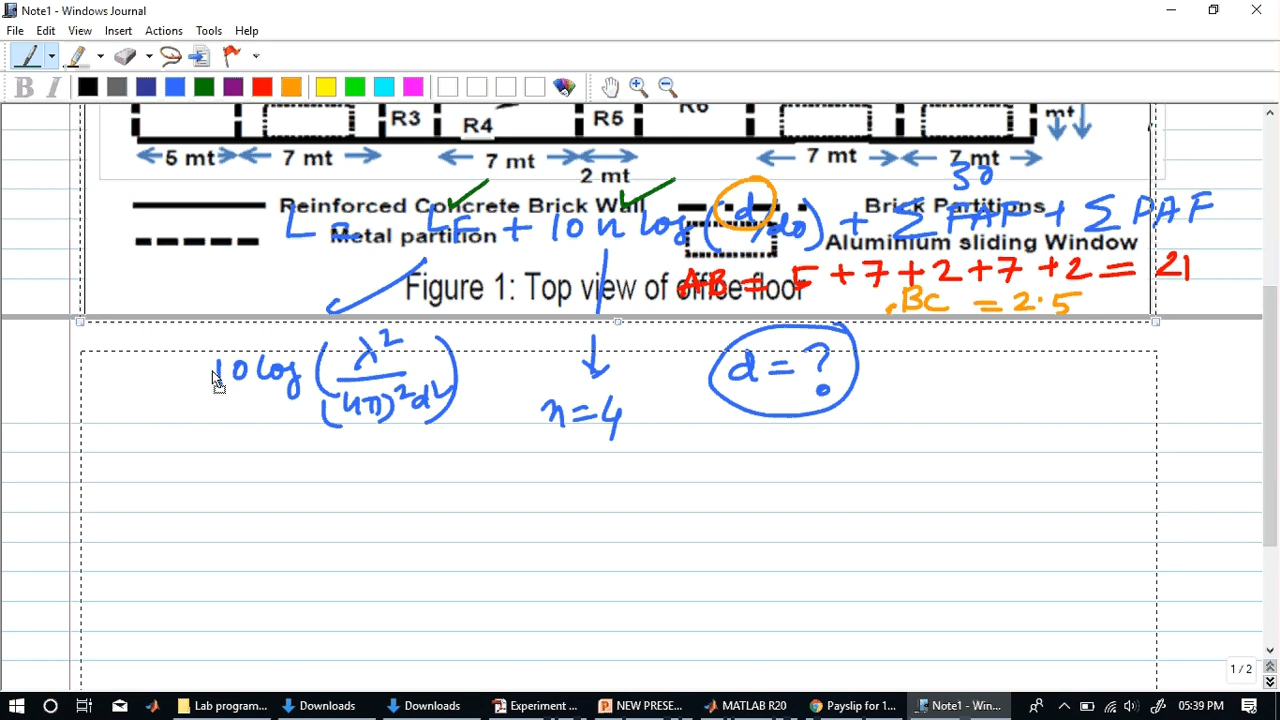 Note1 - Windows Journal
File Edit View Insert Actions Tools Help
B I
R3 R4 R5 R6 mt
5 mt 7 mt 7 mt 2 mt 7 mt 7 mt
30
Reinforced Concrete Brick Wall Brick Partitions
L = LF + 10 n log (d/d0) + Σ FAF + Σ PAF
Metal partition Aluminium sliding Window
AB = 5 + 7 + 2 + 7 + 2 = 21
Figure 1: Top view of office floor
BC = 2.5
10 log (λ² / (4π)² d²)
d = ?
n = 4
1 / 2
Lab program... Downloads Downloads Experiment ... NEW PRESE... MATLAB R20 Payslip for 1... Note1 - Win... 05:39 PM